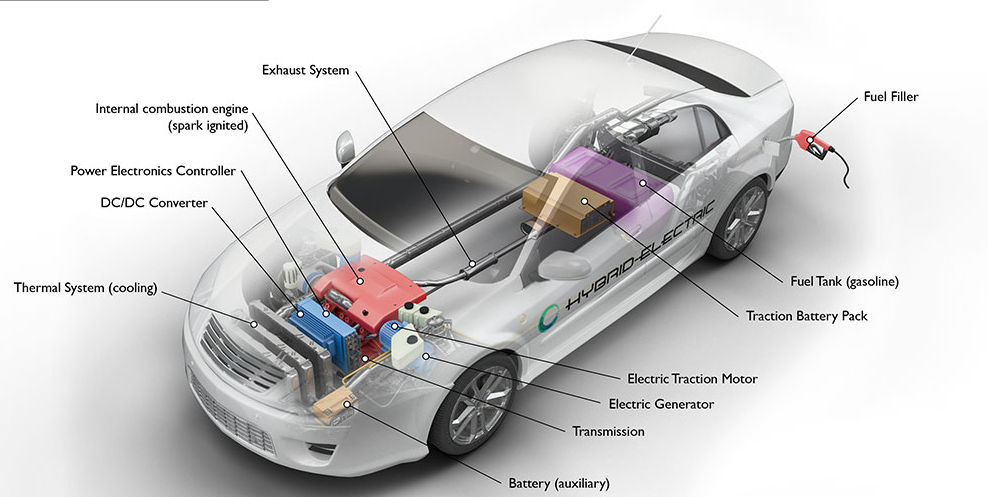 Exhaust System
Fuel Filler
Internal combustion engine
(spark ignited)
Power Electronics Controller
DC/DC Converter
Thermal System (cooling)
HYBRID-ELECTRIC
Fuel Tank (gasoline)
Traction Battery Pack
Electric Traction Motor
Electric Generator
Transmission
Battery (auxiliary)